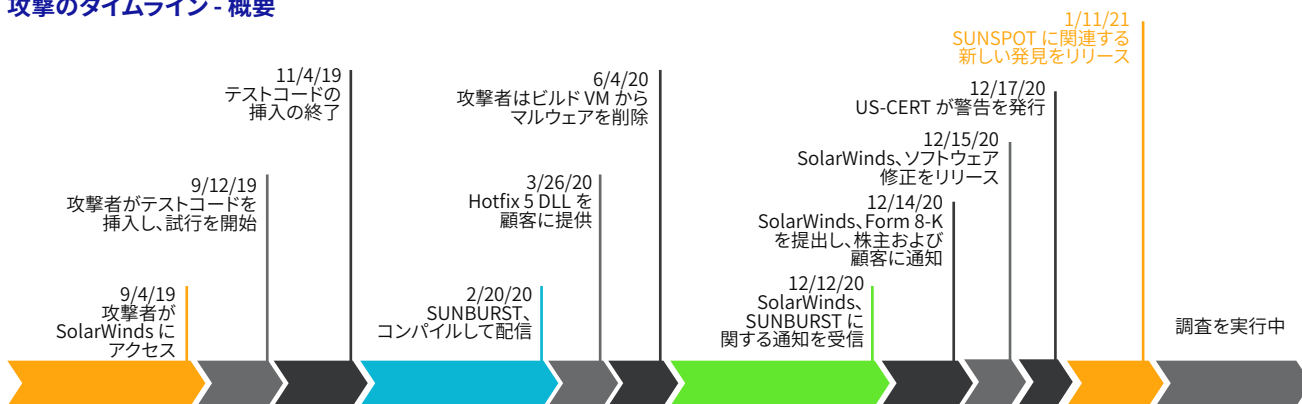 攻撃のタイムライン - 概要
9/4/19
攻撃者が
SolarWinds に
アクセス
9/12/19
攻撃者がテストコードを
挿入し、試行を開始
11/4/19
テストコードの
挿入の終了
2/20/20
SUNBURST、
コンパイルして配信
3/26/20
Hotfix 5 DLL を
顧客に提供
6/4/20
攻撃者はビルド VM から
マルウェアを削除
12/12/20
SolarWinds、
SUNBURST に
関する通知を受信
12/14/20
SolarWinds、Form 8-K
を提出し、株主および
顧客に通知
12/15/20
SolarWinds、ソフトウェア
修正をリリース
12/17/20
US-CERT が警告を発行
1/11/21
SUNSPOT に関連する
新しい発見をリリース
調査を実行中